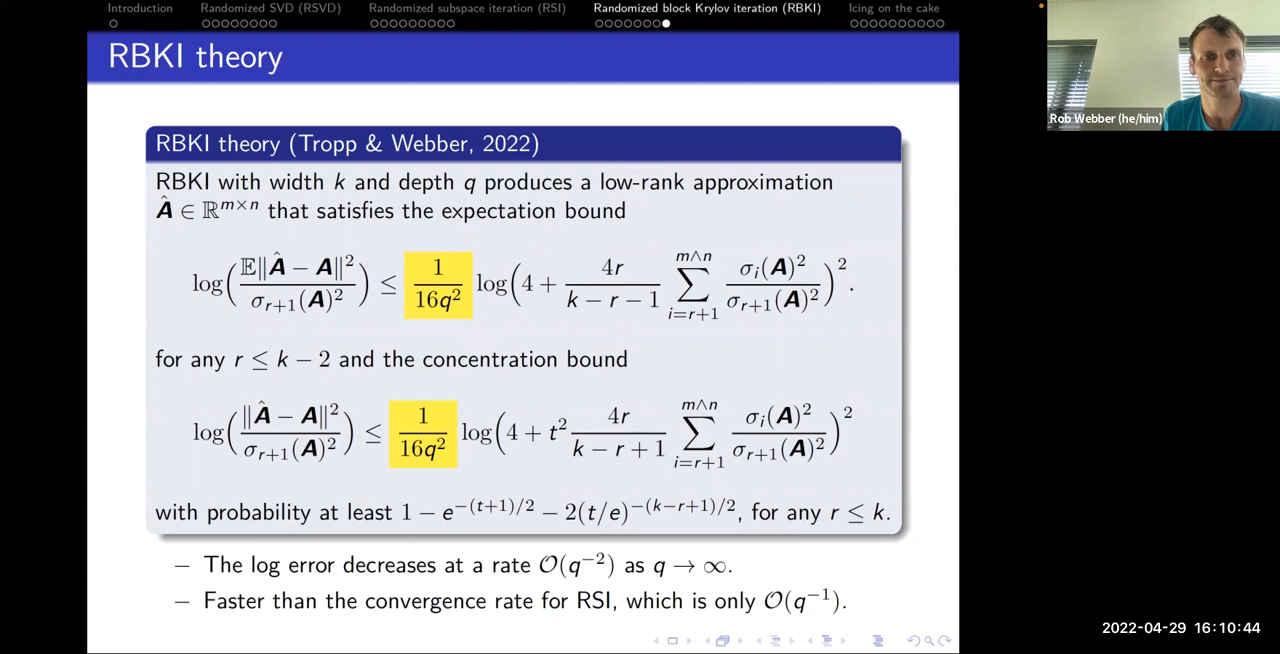 Introduction Randomized SVD (RSVD) Randomized subspace iteration (RSI) Randomized block Krylov iteration (RBKI) Icing on the cake
RBKI theory
Rob Webber (he/him)
RBKI theory (Tropp & Webber, 2022)
RBKI with width k and depth q produces a low-rank approximation
Â ∈ ℝ^{m×n} that satisfies the expectation bound
log(𝔼‖Â − A‖² / σ_{r+1}(A)²) ≤ 1/(16q²) log(4 + 4r/(k − r − 1) ∑_{i=r+1}^{m∧n} σ_i(A)²/σ_{r+1}(A)²)².
for any r ≤ k − 2 and the concentration bound
log(‖Â − A‖² / σ_{r+1}(A)²) ≤ 1/(16q²) log(4 + t² 4r/(k − r + 1) ∑_{i=r+1}^{m∧n} σ_i(A)²/σ_{r+1}(A)²)²
with probability at least 1 − e^{−(t+1)/2} − 2(t/e)^{−(k−r+1)/2}, for any r ≤ k.
– The log error decreases at a rate 𝒪(q^{−2}) as q → ∞.
– Faster than the convergence rate for RSI, which is only 𝒪(q^{−1}).
2022-04-29 16:10:44